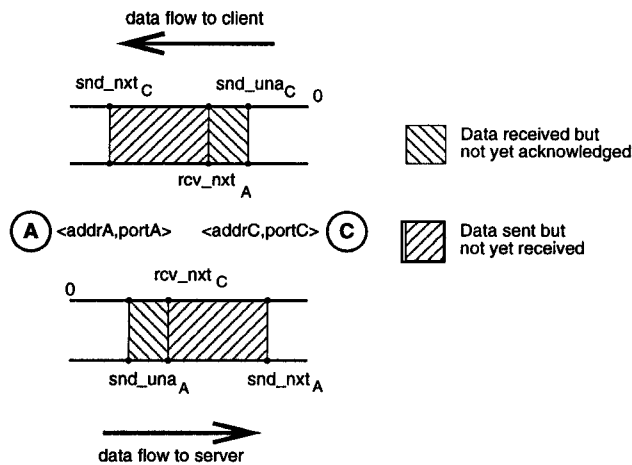 data flow to client
snd_nxt C
snd_una C
0
rcv_nxt A
Data received but
not yet acknowledged
A <addrA,portA> <addrC,portC> C
Data sent but
not yet received
rcv_nxt C
0
snd_una A
snd_nxt A
data flow to server